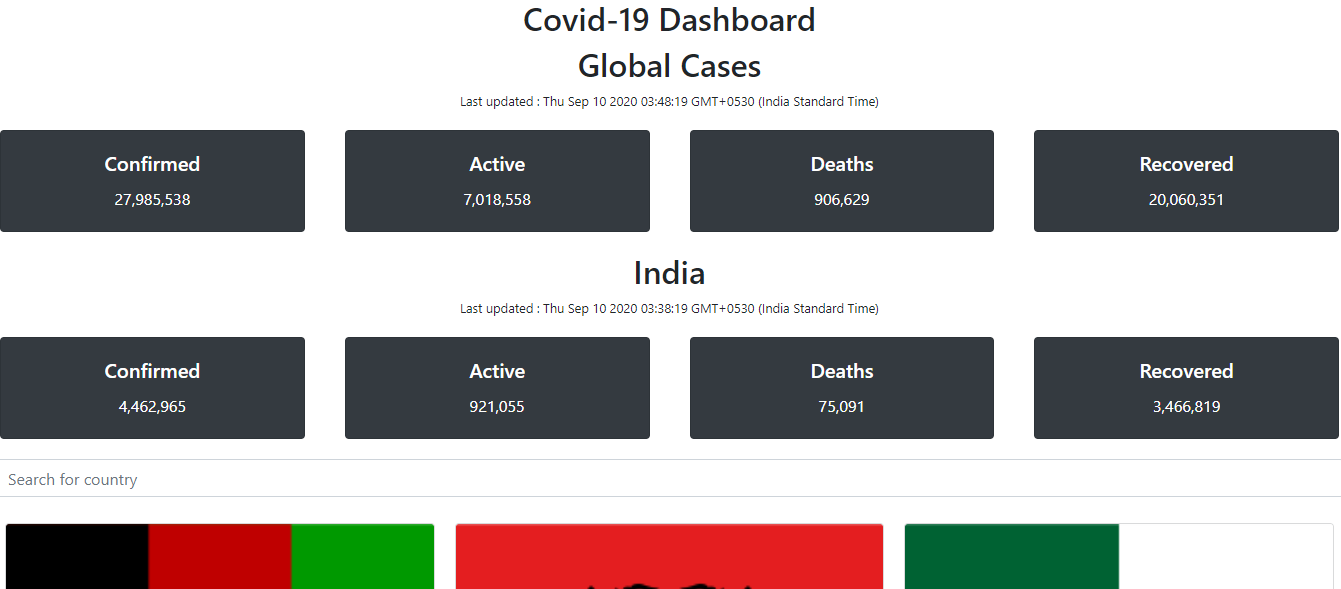 Covid-19 Dashboard
Global Cases
Last updated : Thu Sep 10 2020 03:48:19 GMT+0530 (India Standard Time)
Confirmed Active Deaths Recovered
27,985,538 7,018,558 906,629 20,060,351
India
Last updated : Thu Sep 10 2020 03:38:19 GMT+0530 (India Standard Time)
Confirmed Active Deaths Recovered
4,462,965 921,055 75,091 3,466,819
Search for country